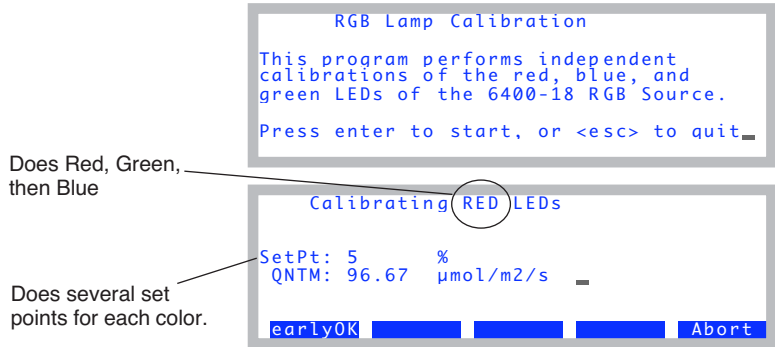 RGB Lamp Calibration
This program performs independent
calibrations of the red, blue, and
green LEDs of the 6400-18 RGB Source.
Press enter to start, or <esc> to quit
Does Red, Green,
then Blue
Calibrating RED LEDs
SetPt: 5 %
QNTM: 96.67 µmol/m2/s
Does several set
points for each color.
earlyOK Abort